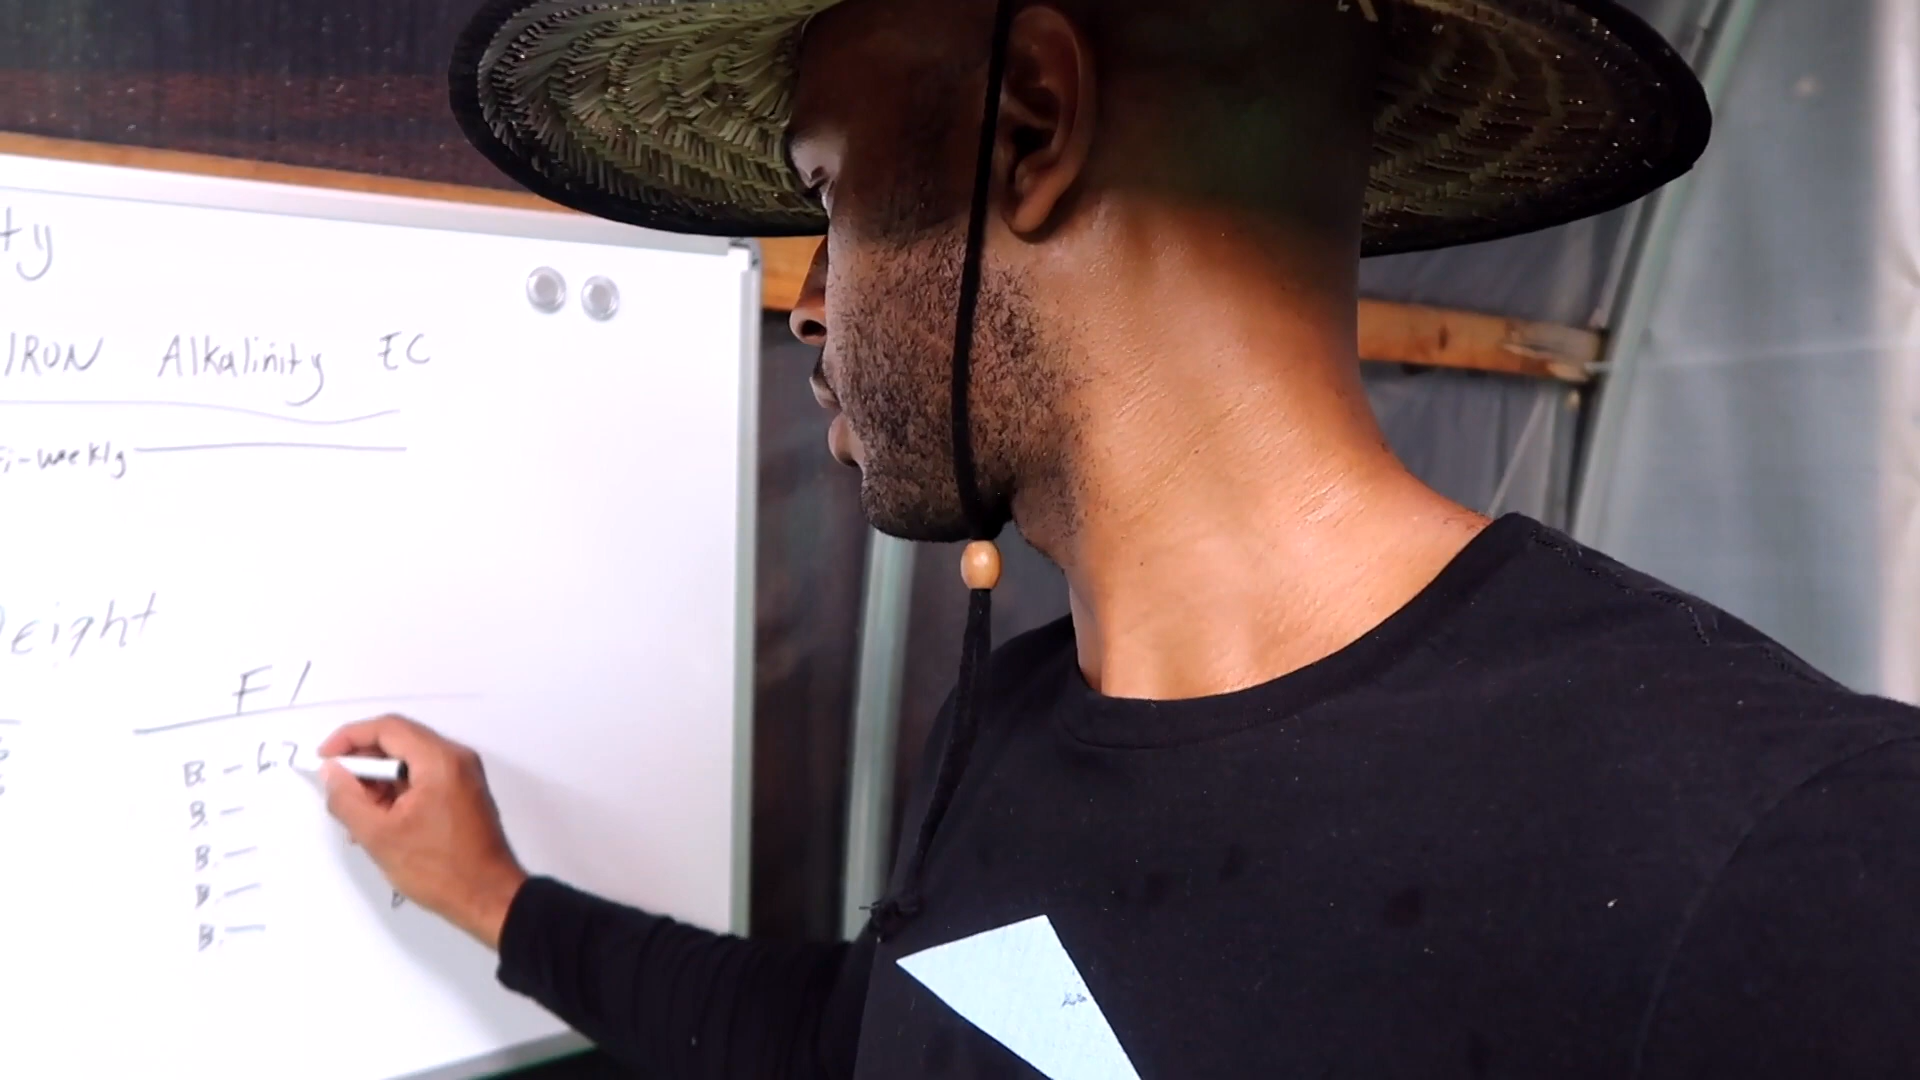 ty
IRON Alkalinity EC
i-weekly
eight
F1
B. - 6.2
B. -
B. -
B. -
B. -